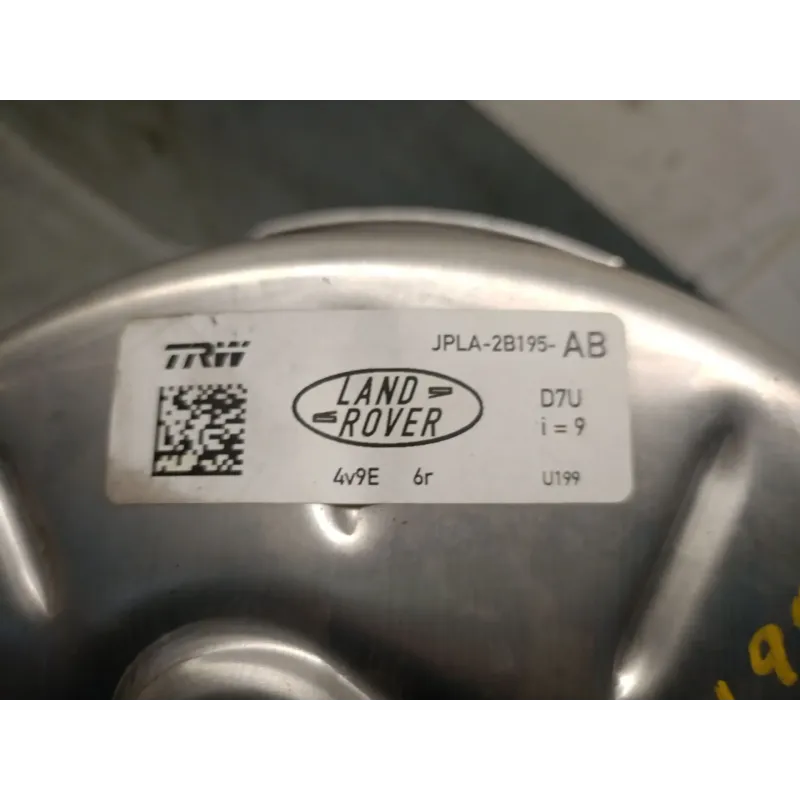 TRW
JPLA-2B195-AB
LAND
ROVER
D7U
i = 9
4v9E 6r
U199